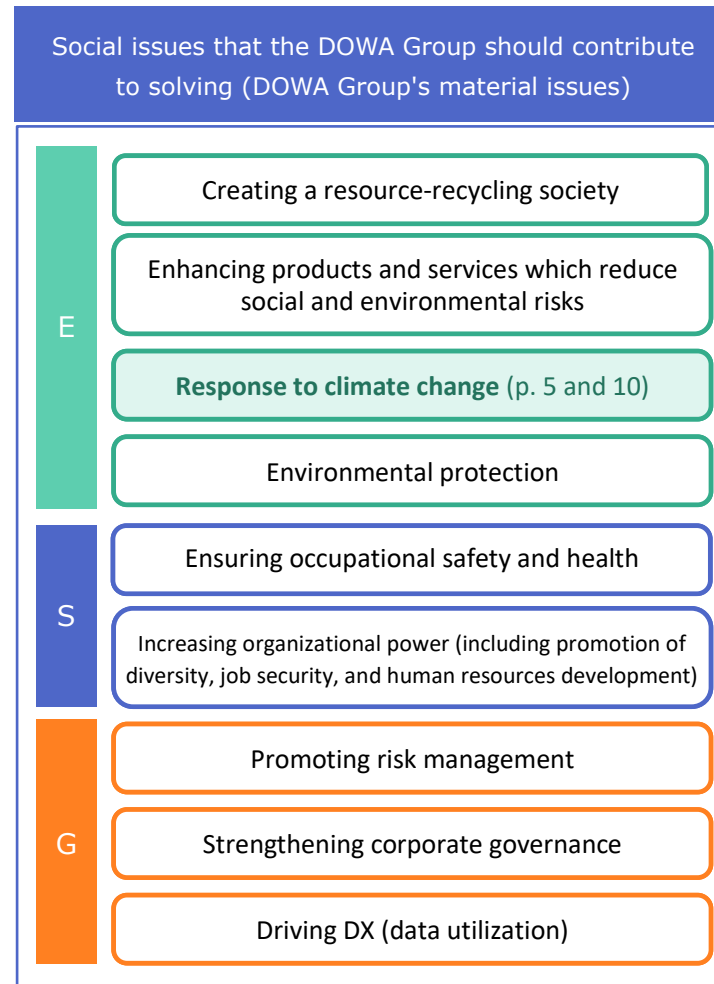 Social issues that the DOWA Group should contribute
to solving (DOWA Group's material issues)
E
Creating a resource-recycling society
Enhancing products and services which reduce
social and environmental risks
Response to climate change (p. 5 and 10)
Environmental protection
S
Ensuring occupational safety and health
Increasing organizational power (including promotion of
diversity, job security, and human resources development)
G
Promoting risk management
Strengthening corporate governance
Driving DX (data utilization)